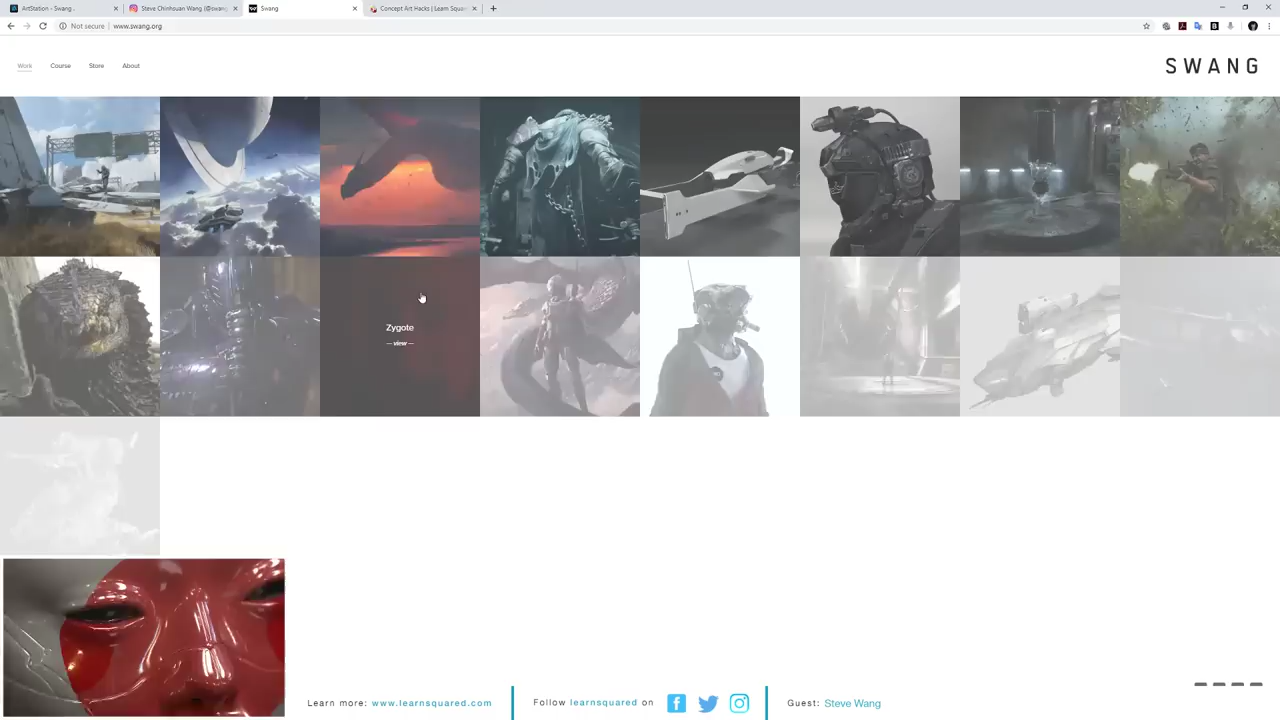 ArtStation - Swang .
Steve Chinhouan Wang (@swang
Swang
Concept Art Hacks | Learn Squar
Not secure | www.swang.org
Work Course Store About
SWANG
Zygote
— view —
Learn more: www.learnsquared.com
Follow learnsquared on
Guest: Steve Wang